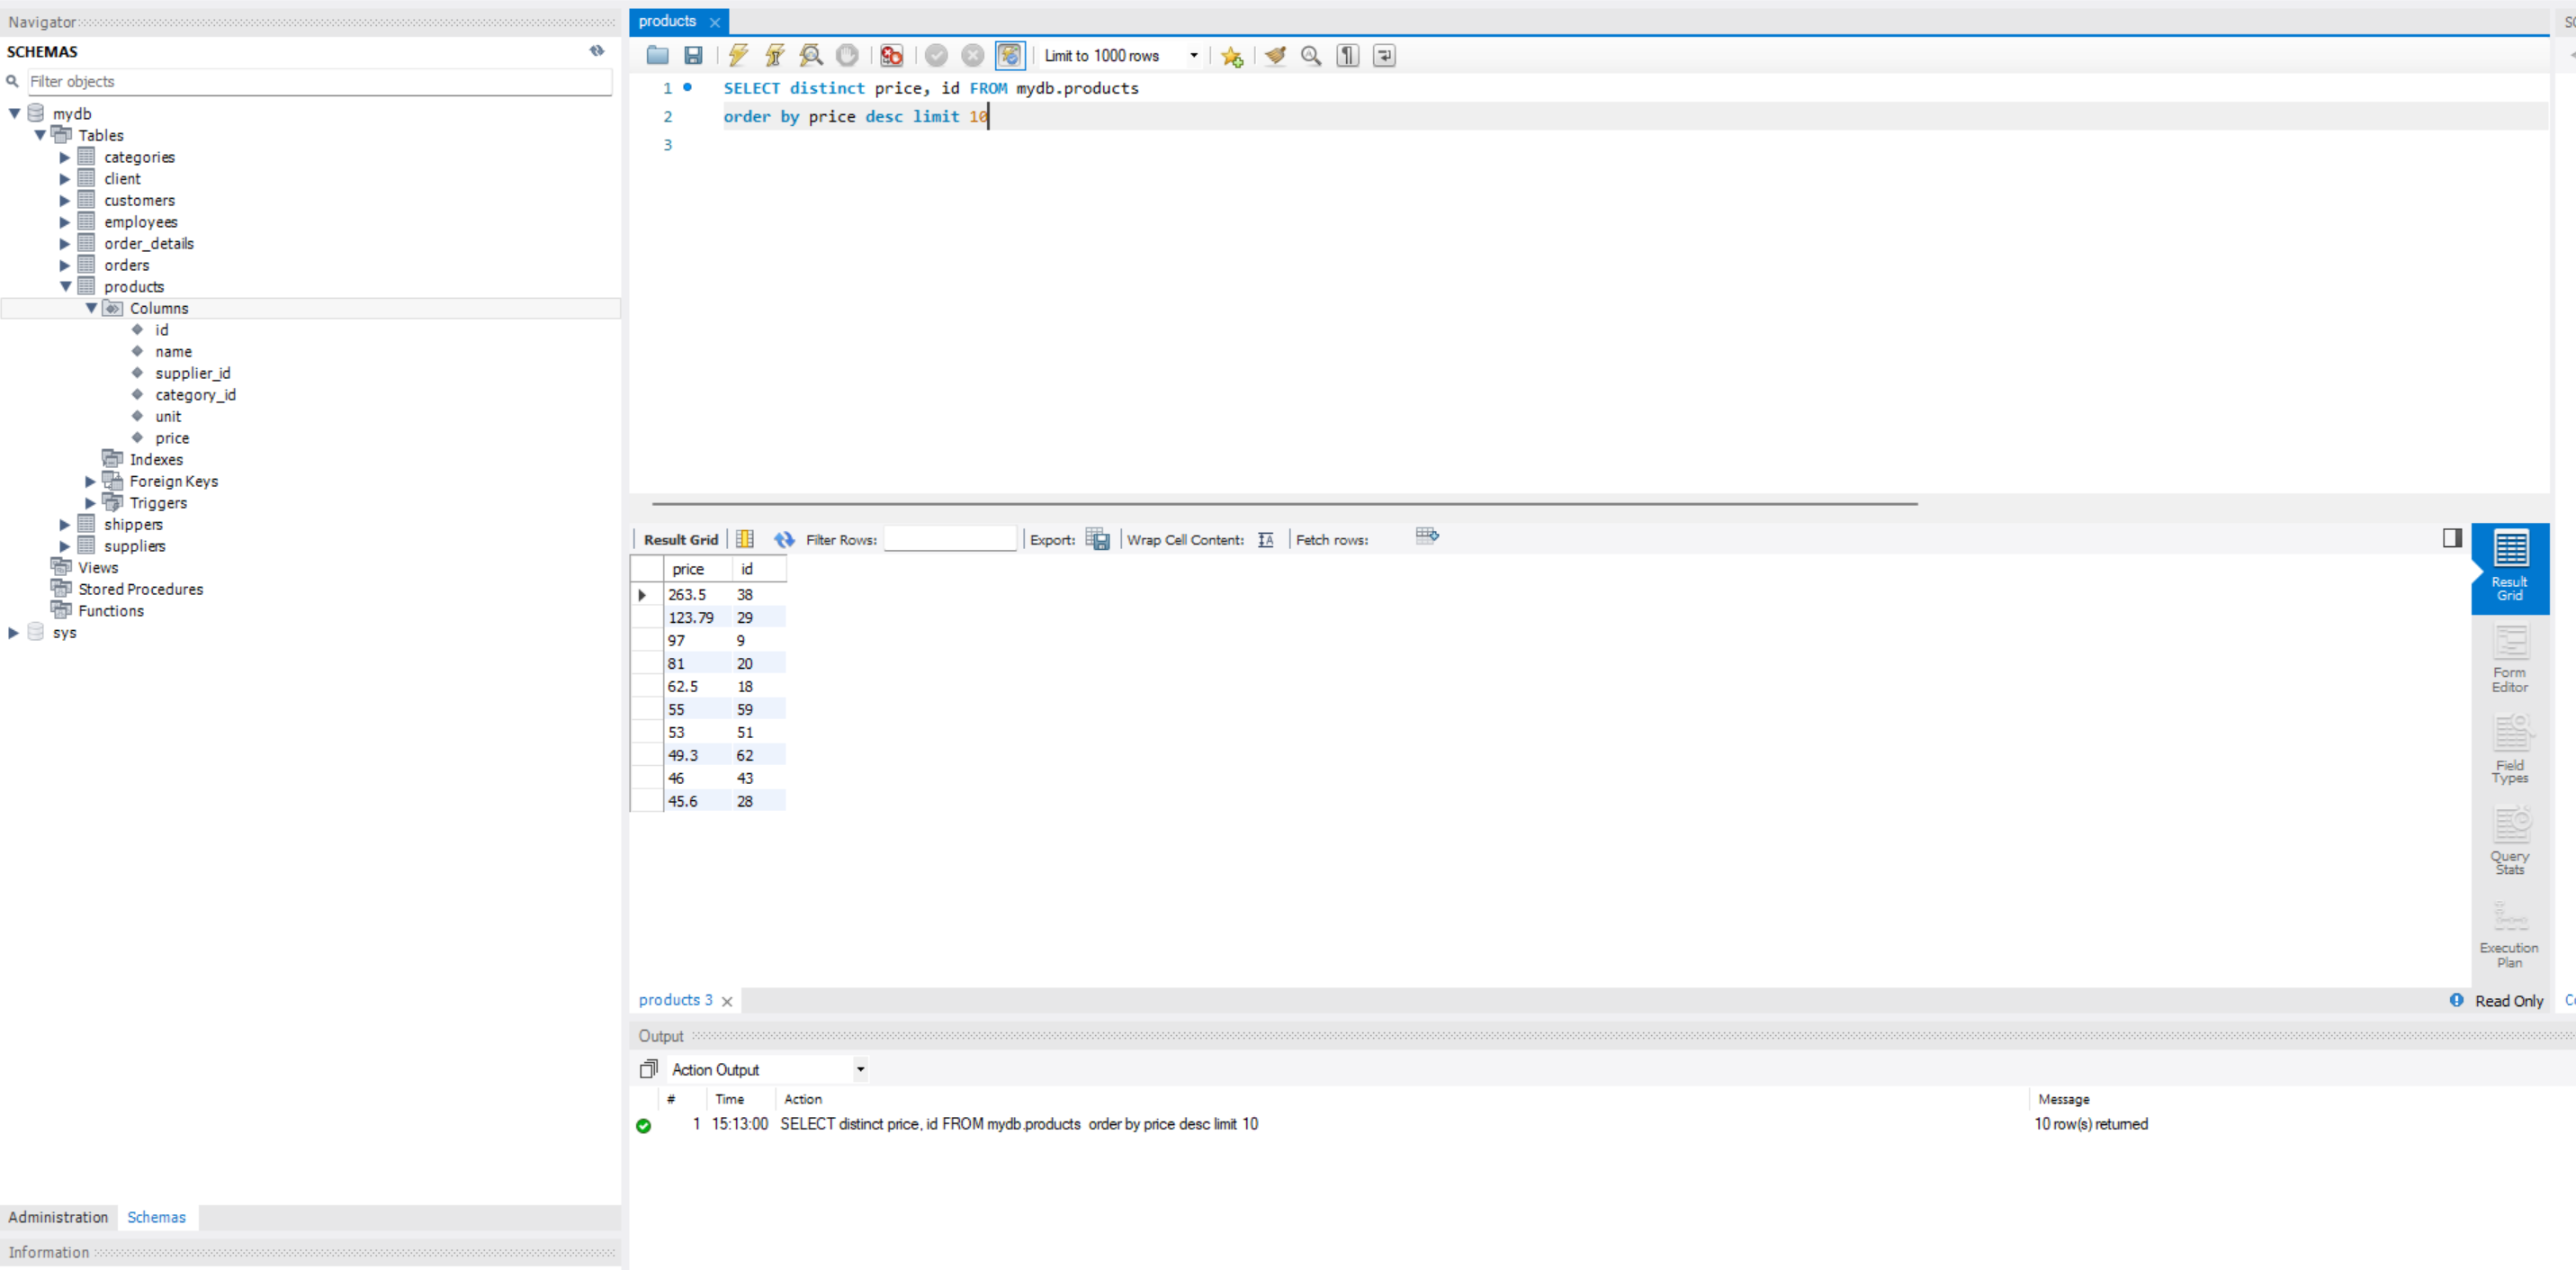 Navigator
SCHEMAS
Filter objects
mydb
Tables
categories
client
customers
employees
order_details
orders
products
Columns
id
name
supplier_id
category_id
unit
price
Indexes
Foreign Keys
Triggers
shippers
suppliers
Views
Stored Procedures
Functions
sys
Administration Schemas
Information
products
Limit to 1000 rows
1 SELECT distinct price, id FROM mydb.products
2 order by price desc limit 10
3
Result Grid Filter Rows: Export: Wrap Cell Content: Fetch rows:
price id
263.5 38
123.79 29
97 9
81 20
62.5 18
55 59
53 51
49.3 62
46 43
45.6 28
Result
Grid
Form
Editor
Field
Types
Query
Stats
Execution
Plan
products 3
Read Only
Output
Action Output
# Time Action Message
1 15:13:00 SELECT distinct price, id FROM mydb.products order by price desc limit 10 10 row(s) returned